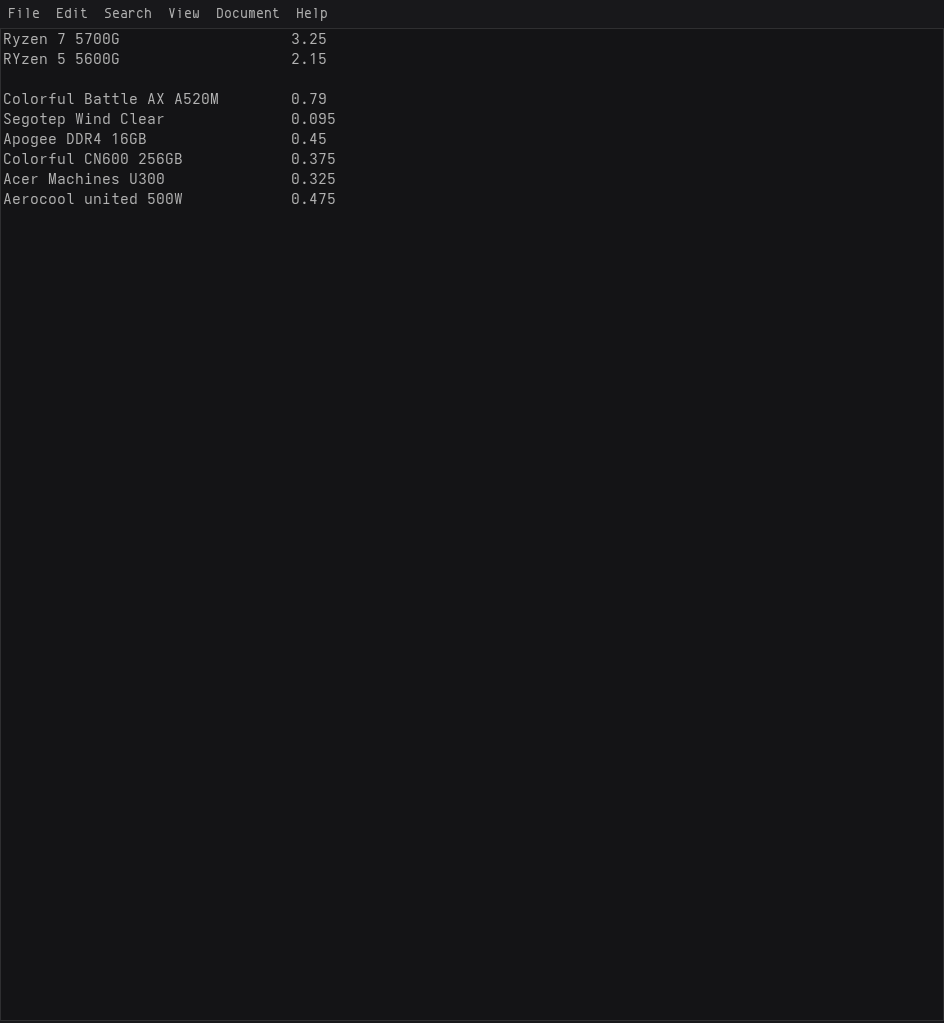 File Edit Search View Document Help
Ryzen 7 5700G 3.25
RYzen 5 5600G 2.15
Colorful Battle AX A520M 0.79
Segotep Wind Clear 0.095
Apogee DDR4 16GB 0.45
Colorful CN600 256GB 0.375
Acer Machines U300 0.325
Aerocool united 500W 0.475